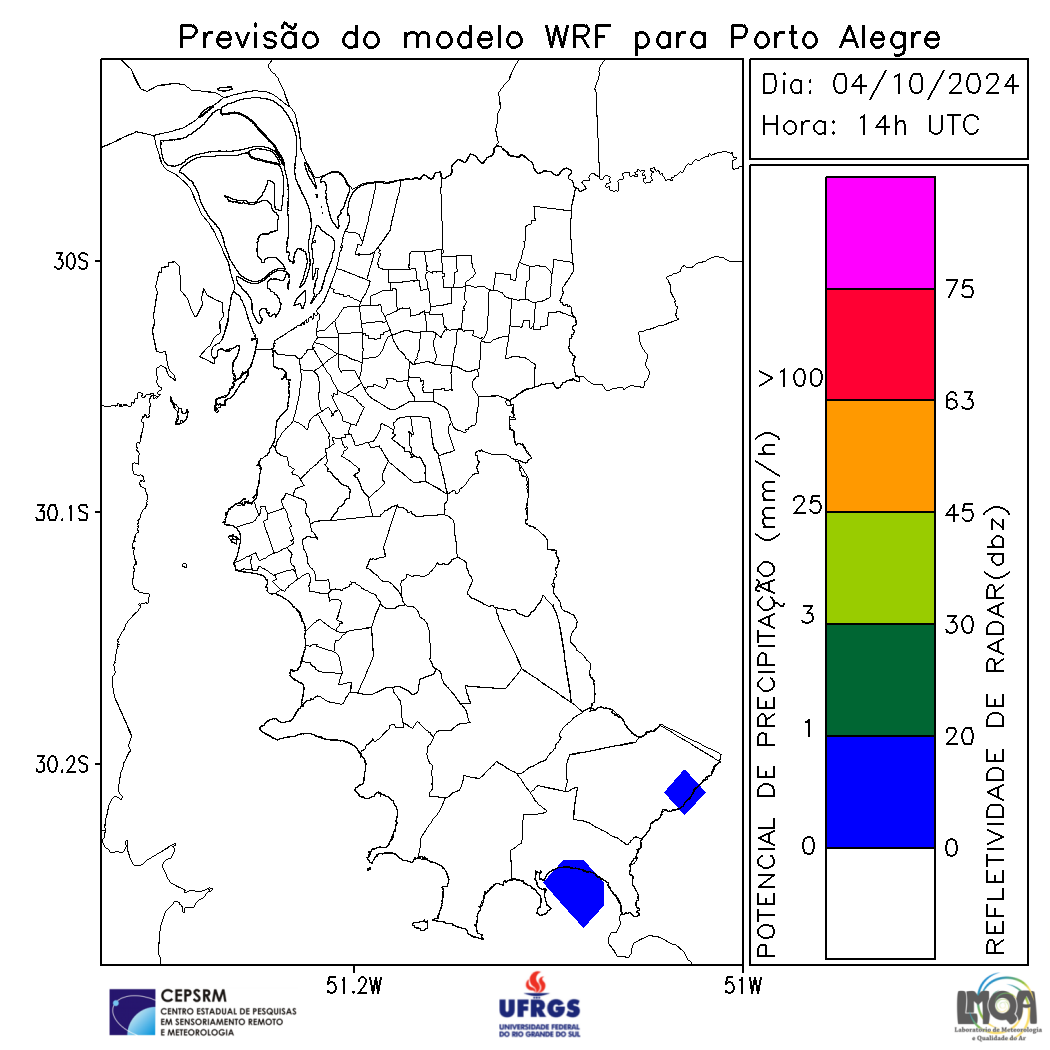 Previsão do modelo WRF para Porto Alegre
Dia: 04/10/2024
Hora: 14h UTC
30S
30.1S
30.2S
51.2W
51W
POTENCIAL DE PRECIPITAÇÃO (mm/h)
>100
25
3
1
0
75
63
45
30
20
0
REFLETIVIDADE DE RADAR(dbz)
CEPSRM
CENTRO ESTADUAL DE PESQUISAS
EM SENSORIAMENTO REMOTO
E METEOROLOGIA
UFRGS
UNIVERSIDADE FEDERAL
DO RIO GRANDE DO SUL
LMQA
Laboratório de Meteorologia
e Qualidade do Ar